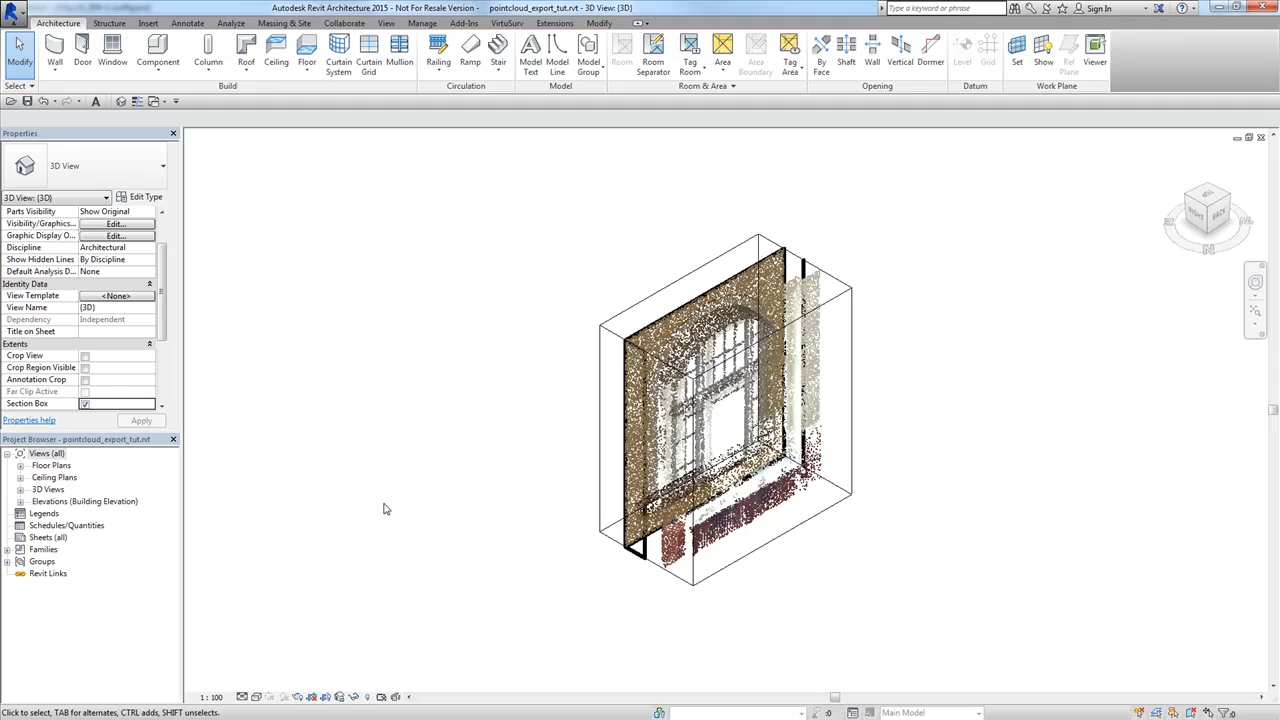 Autodesk Revit Architecture 2015 - Not For Resale Version - pointcloud_export_tut.rvt - 3D View: {3D}
Type a keyword or phrase
Sign In
Architecture Structure Insert Annotate Analyze Massing & Site Collaborate View Manage Add-Ins VirtuSurv Extensions Modify
Modify Wall Door Window Component Column Roof Ceiling Floor Curtain System Curtain Grid Mullion Railing Ramp Stair Model Text Model Line Model Group Room Room Separator Tag Room Area Area Boundary Tag Area By Face Shaft Wall Vertical Dormer Level Grid Set Show Ref Plane Viewer
Select Build Circulation Model Room & Area Opening Datum Work Plane
Properties
3D View
3D View: {3D} Edit Type
Parts Visibility Show Original
Visibility/Graphics... Edit...
Graphic Display O... Edit...
Discipline Architectural
Show Hidden Lines By Discipline
Default Analysis D... None
Identity Data
View Template <None>
View Name {3D}
Dependency Independent
Title on Sheet
Extents
Crop View
Crop Region Visible
Annotation Crop
Far Clip Active
Section Box
Properties help Apply
Project Browser - pointcloud_export_tut.rvt
Views (all)
Floor Plans
Ceiling Plans
3D Views
Elevations (Building Elevation)
Legends
Schedules/Quantities
Sheets (all)
Families
Groups
Revit Links
TOP
RIGHT BACK
1 : 100
Click to select, TAB for alternates, CTRL adds, SHIFT unselects.
:0
Main Model
:0